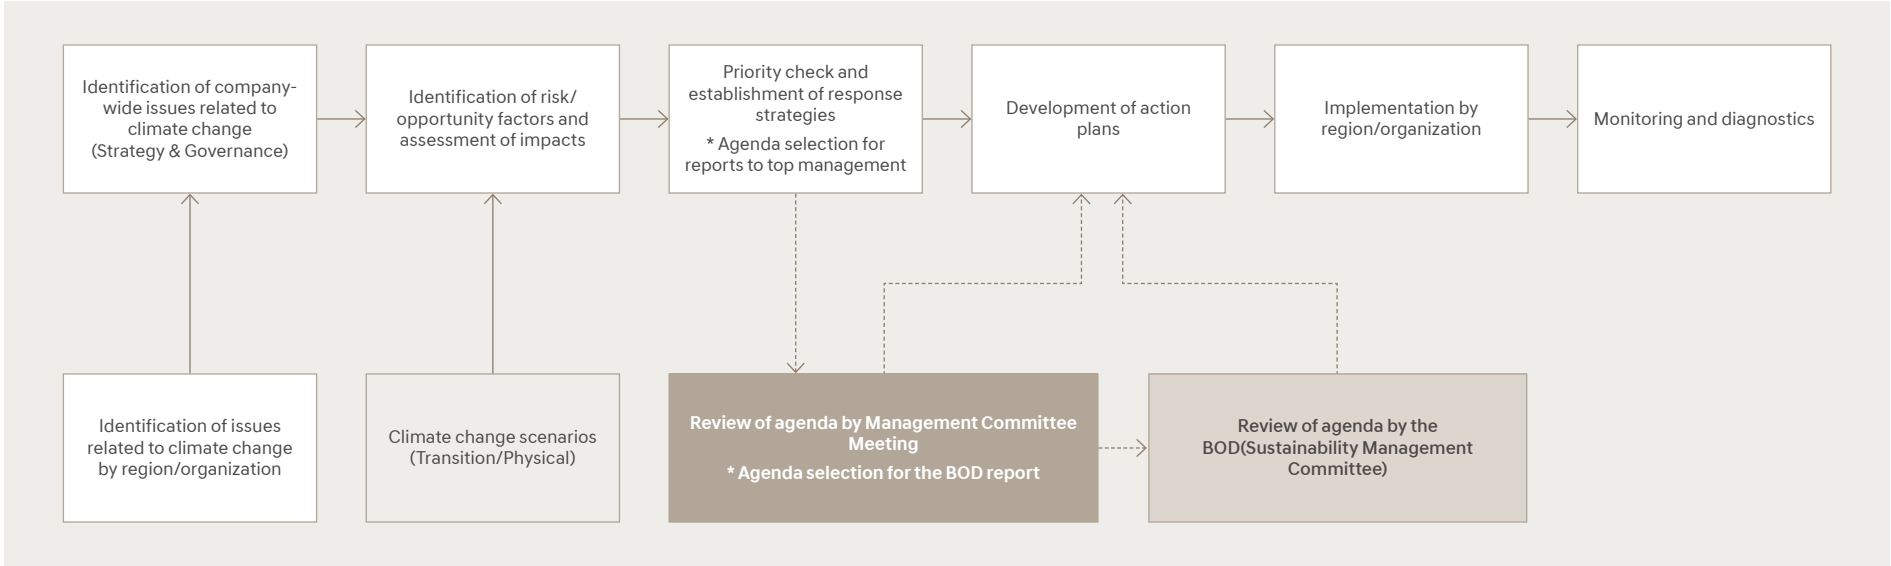 Identification of company-
wide issues related to
climate change
(Strategy & Governance)
Identification of risk/
opportunity factors and
assessment of impacts
Priority check and
establishment of response
strategies
* Agenda selection for
reports to top management
Development of action
plans
Implementation by
region/organization
Monitoring and diagnostics
Identification of issues
related to climate change
by region/organization
Climate change scenarios
(Transition/Physical)
Review of agenda by Management Committee
Meeting
* Agenda selection for the BOD report
Review of agenda by the
BOD(Sustainability Management
Committee)